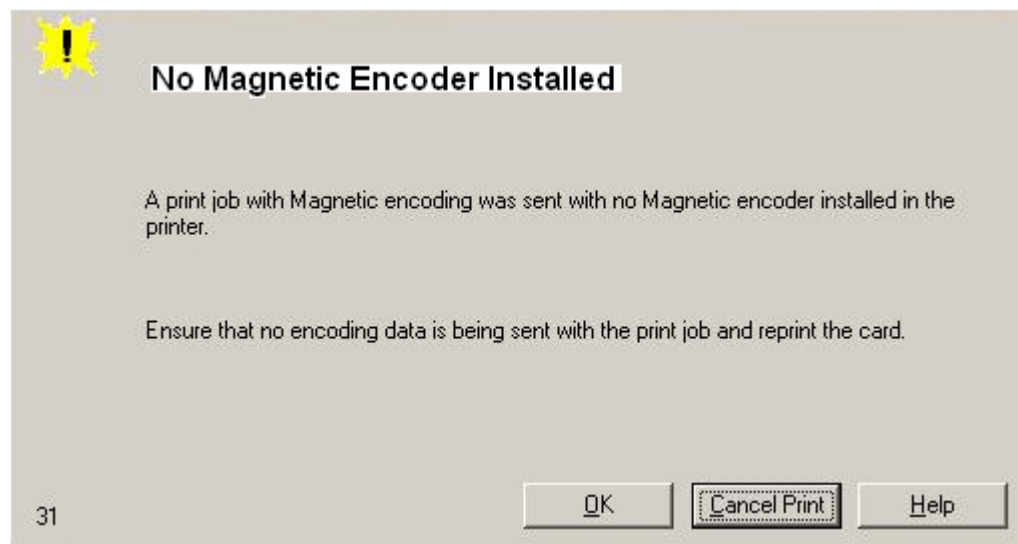 !
No Magnetic Encoder Installed
A print job with Magnetic encoding was sent with no Magnetic encoder installed in the
printer.
Ensure that no encoding data is being sent with the print job and reprint the card.
31
OK
Cancel Print
Help